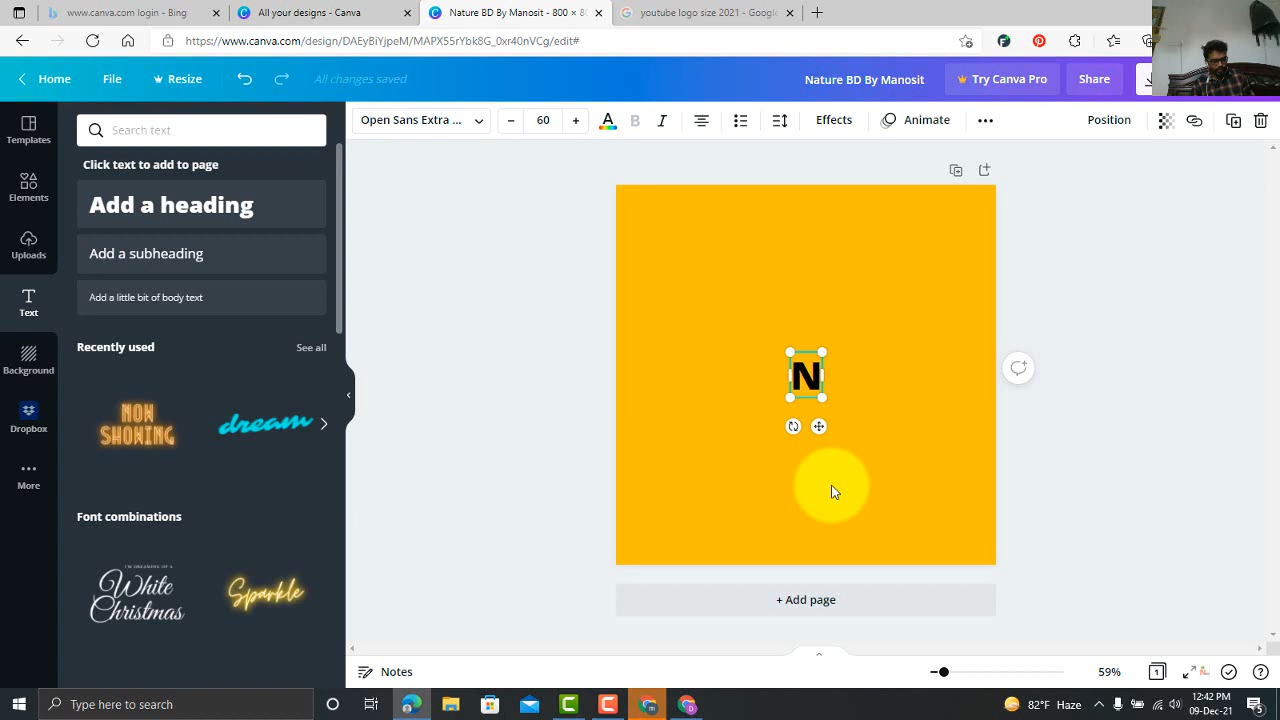 www.canva.com login - Bing
All your designs - Canva
Nature BD By Manosit - 800 × 8
youtube logo size 2021 - Google
https://www.canva.com/design/DAEyBiYjpeM/MAPX55rYbk8G_0xr40nVCg/edit#
Home
File
Resize
All changes saved
Nature BD By Manosit
Try Canva Pro
Share
Open Sans Extra ...
60
A
B
I
Effects
Animate
Position
Templates
Elements
Uploads
Text
Background
Dropbox
More
Search text
Click text to add to page
Add a heading
Add a subheading
Add a little bit of body text
Recently used
See all
NOW
SHOWING
dream
Font combinations
I'M DREAMING OF A
White
Christmas
Sparkle
N
+ Add page
Notes
59%
1
Type here to search
82°F Haze
12:42 PM
09-Dec-21